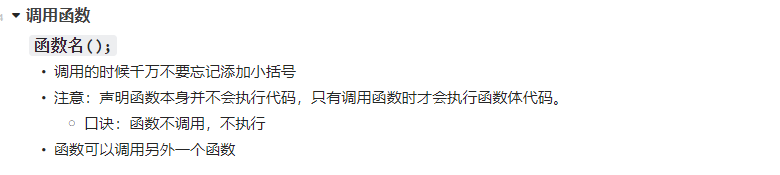 调用函数
函数名();
调用的时候千万不要忘记添加小括号
注意：声明函数本身并不会执行代码，只有调用函数时才会执行函数体代码。
口诀：函数不调用，不执行
函数可以调用另外一个函数